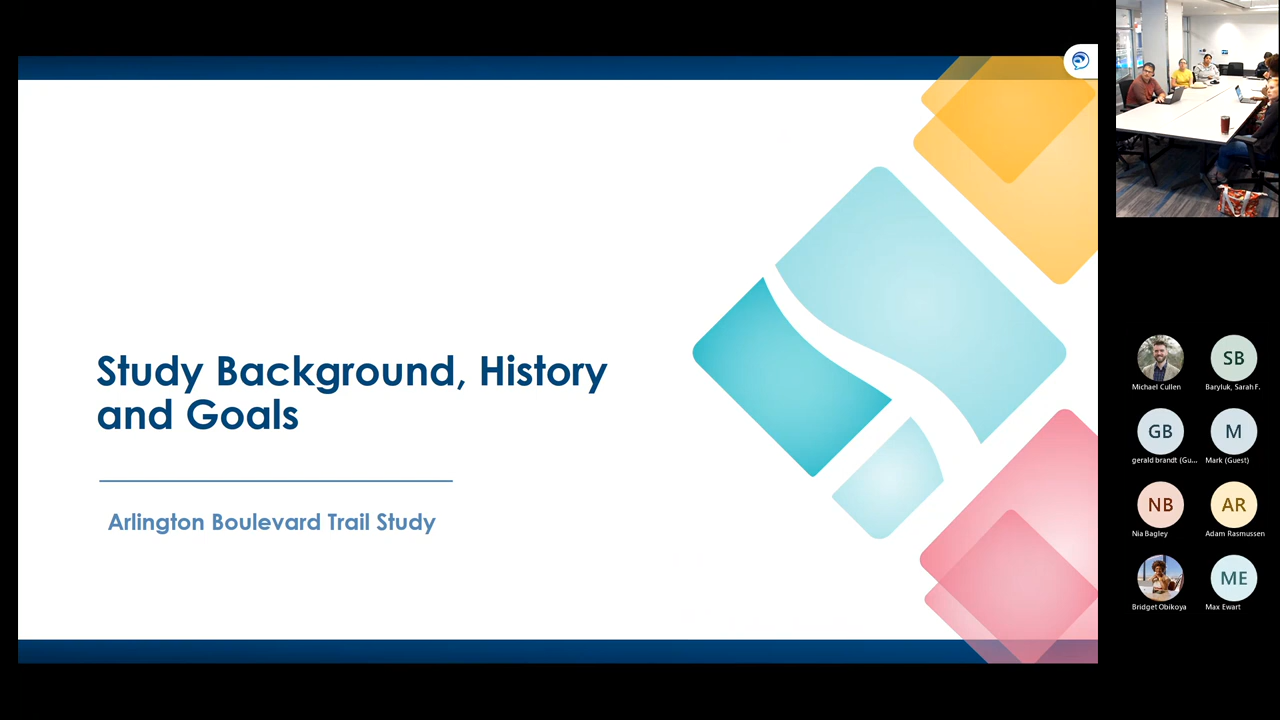 Study Background, History
and Goals
Arlington Boulevard Trail Study
Michael Cullen
SB
Baryluk, Sarah F.
GB
gerald brandt (Gu...
M
Mark (Guest)
NB
Nia Bagley
AR
Adam Rasmussen
Bridget Obikoya
ME
Max Ewart